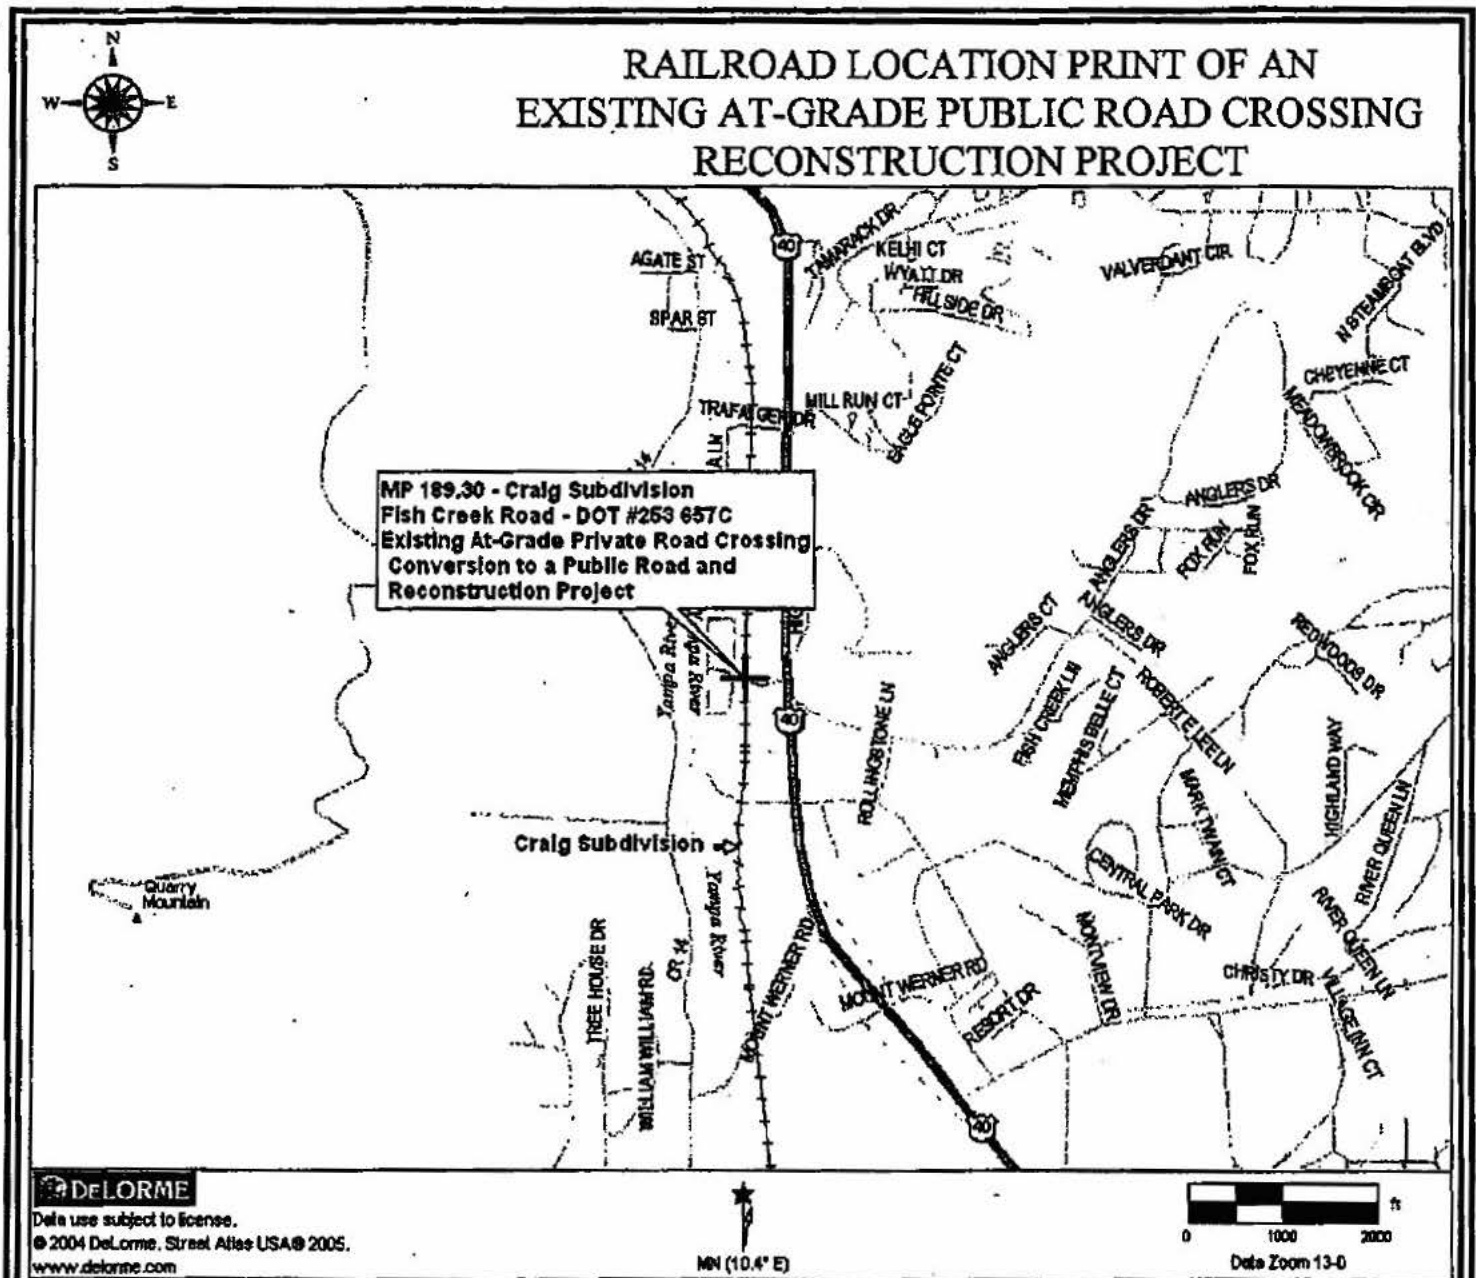 N
W E
S
RAILROAD LOCATION PRINT OF AN
EXISTING AT-GRADE PUBLIC ROAD CROSSING
RECONSTRUCTION PROJECT
40
TAMARACK DR
KELHI CT
WYATT DR
HILLSIDE DR
VALVERDANT CIR
N STEAMBOAT BLVD
AGATE ST
SPAR ST
CHEYENNE CT
MEADOWBROOK CIR
TRAFALGER DR
MILL RUN CT
EAGLE POINTE CT
A LN
14
MP 189.30 - Craig Subdivision
Fish Creek Road - DOT #253 657C
Existing At-Grade Private Road Crossing
Conversion to a Public Road and
Reconstruction Project
HIG
ANGLERS DR
ANGLERS DR
FOX RUN
FOX RUN
ANGLERS CT
ANGLERS DR
REDWOODS DR
Yampa River
mpa River
40
ROLLINGSTONE LN
FISH CREEK LN
MEMPHIS BELLE CT
ROBERT E LEE LN
MARK TWAIN CT
HIGHLAND WAY
RIVER QUEEN LN
Craig Subdivision
Yampa River
CENTRAL PARK DR
Quarry
Mountain
TREE HOUSE DR
WILLIAM WILLIAM RD
CR 14
MOUNT WERNER RD
MOUNT WERNER RD
RESORT DR
MONTVIEW DR
CHRISTY DR
RIVER QUEEN LN
VILLAGE INN CT
40
DELORME
Data use subject to license.
© 2004 DeLorme. Street Atlas USA® 2005.
www.delorme.com
MN (10.4° E)
ft
0 1000 2000
Data Zoom 13-0